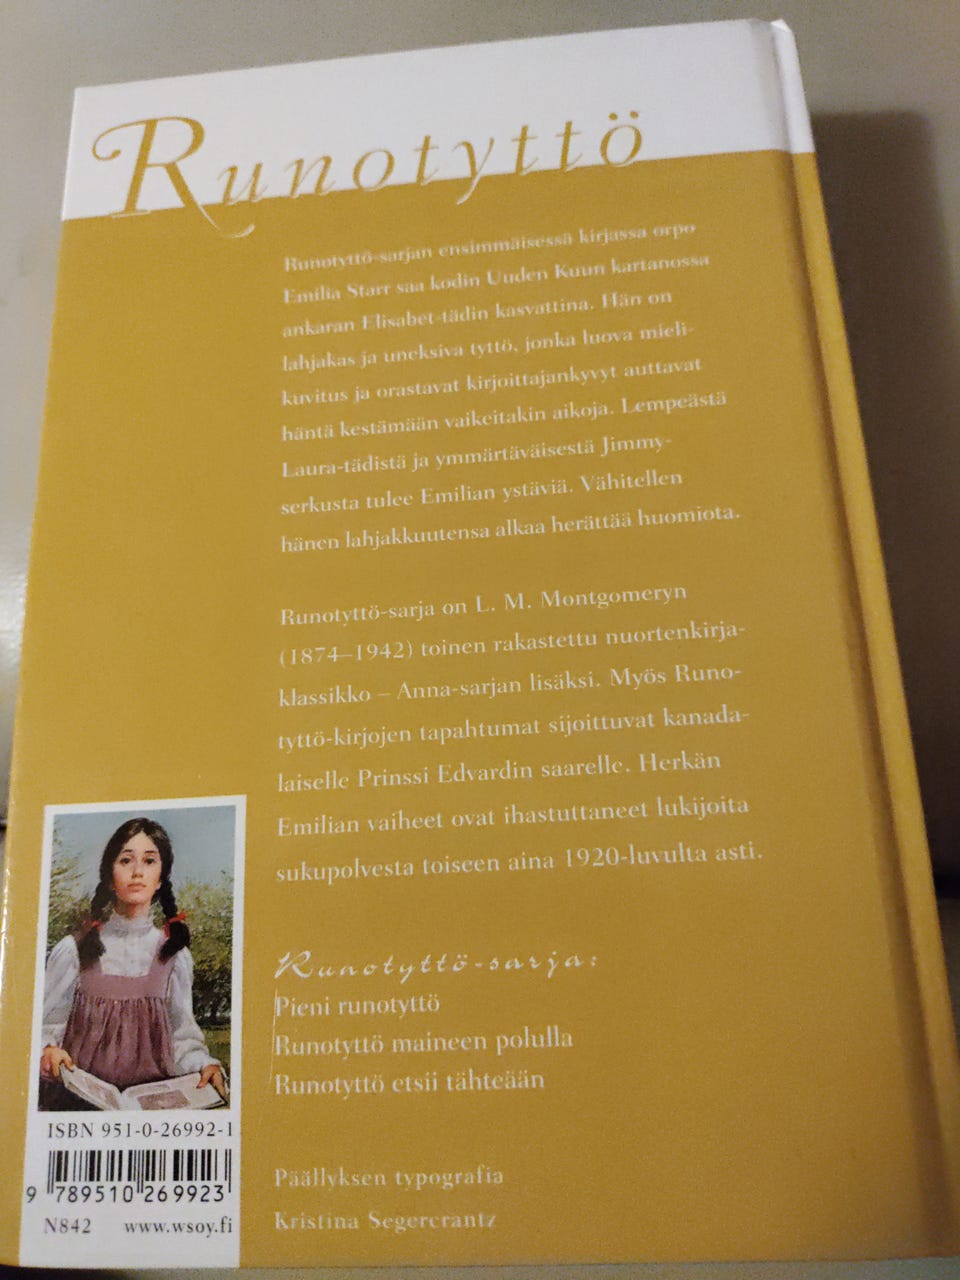 Runotyttö
Runotyttö-sarjan ensimmäisessä kirjassa orpo
Emilia Starr saa kodin Uuden Kuun kartanossa
ankaran Elisabet-tädin kasvattina. Hän on
lahjakas ja uneksiva tyttö, jonka luova mieli-
kuvitus ja orastavat kirjoittajankyvyt auttavat
häntä kestämään vaikeitakin aikoja. Lempeästä
Laura-tädistä ja ymmärtäväisestä Jimmy-
serkusta tulee Emilian ystäviä. Vähitellen
hänen lahjakkuutensa alkaa herättää huomiota.
Runotyttö-sarja on L. M. Montgomeryn
(1874–1942) toinen rakastettu nuortenkirja-
klassikko – Anna-sarjan lisäksi. Myös Runo-
tyttö-kirjojen tapahtumat sijoittuvat kanada-
laiselle Prinssi Edvardin saarelle. Herkän
Emilian vaiheet ovat ihastuttaneet lukijoita
sukupolvesta toiseen aina 1920-luvulta asti.
Runotyttö-sarja:
Pieni runotyttö
Runotyttö maineen polulla
Runotyttö etsii tähteään
Päällyksen typografia
Kristina Segercrantz
ISBN 951-0-26992-1
9 789510 269923
N842 www.wsoy.fi